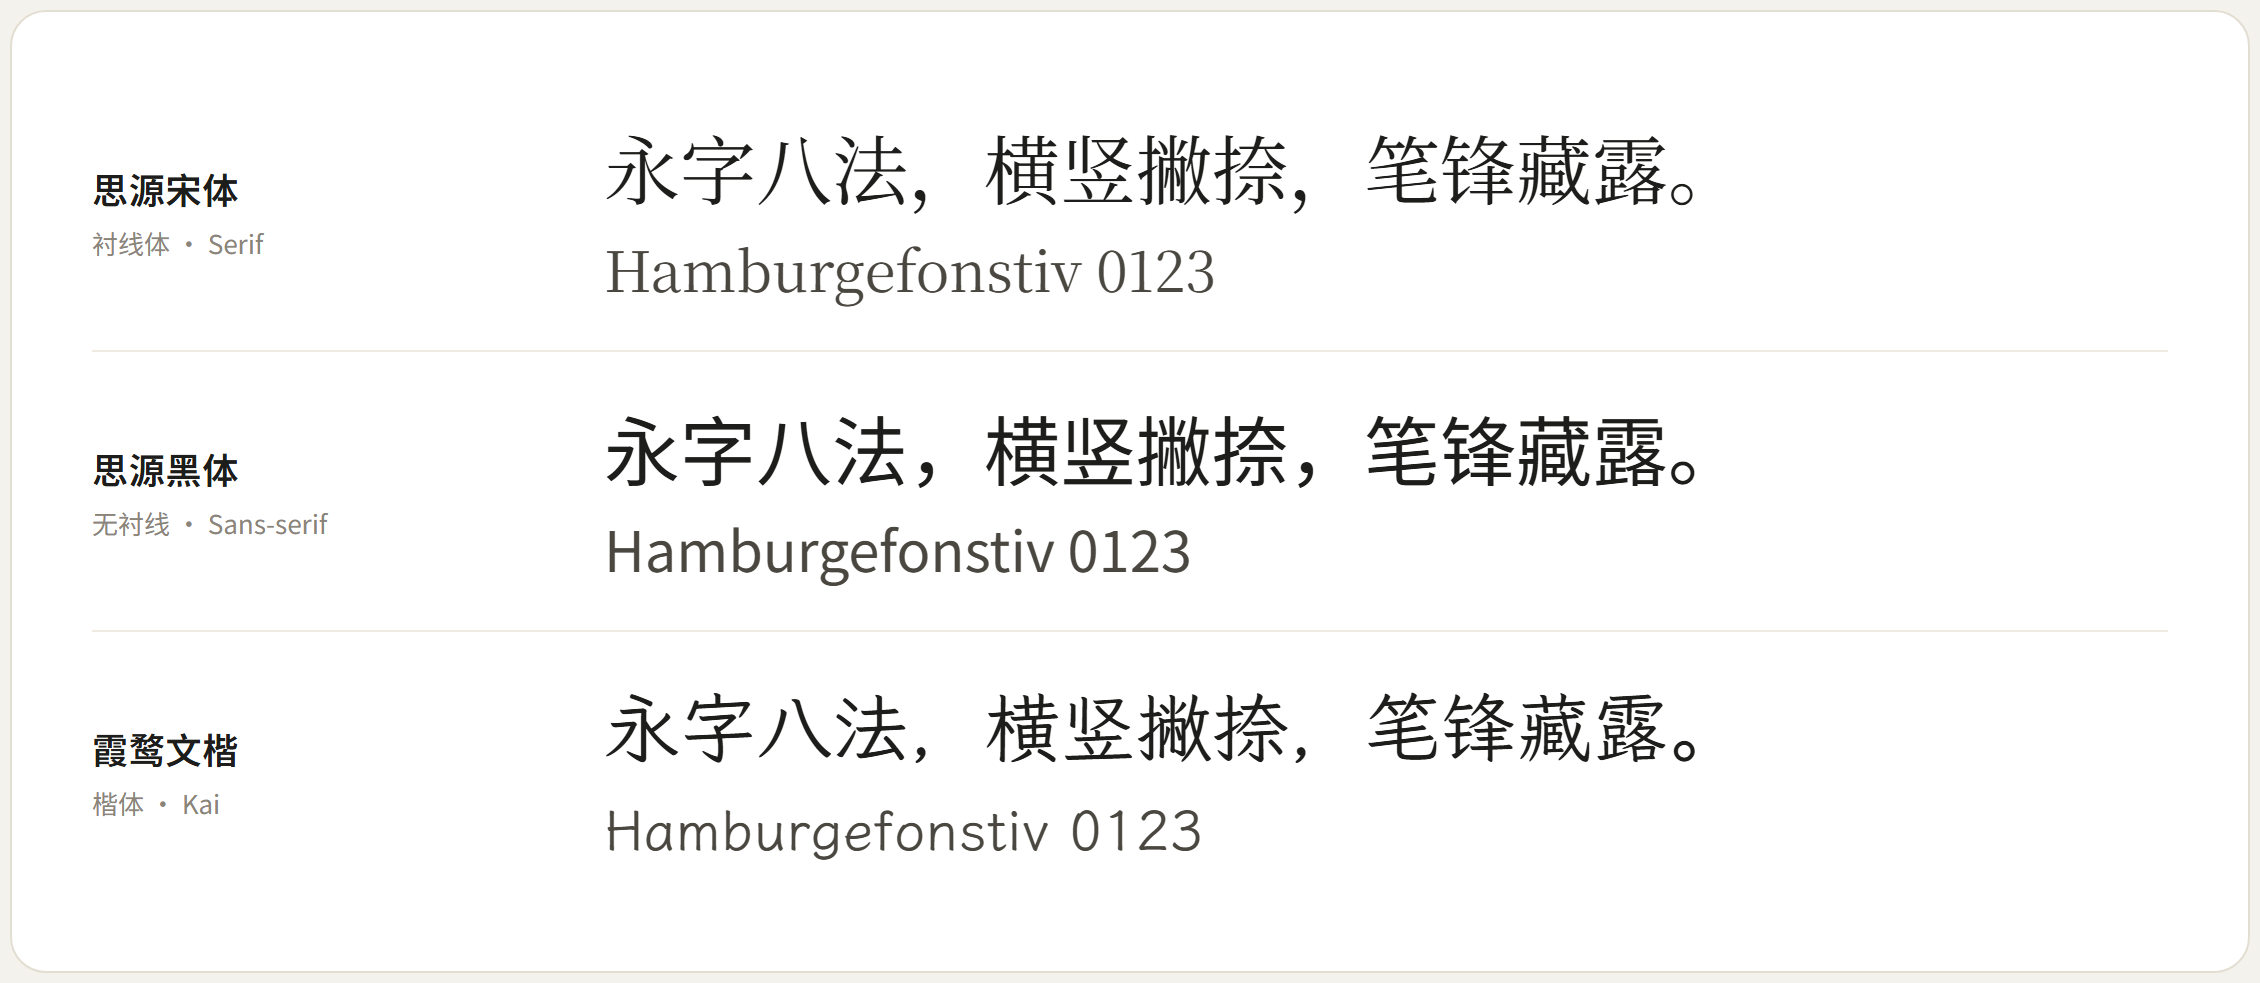 思源宋体
衬线体 · Serif
永字八法，横竖撇捺，笔锋藏露。
Hamburgefonstiv 0123
思源黑体
无衬线 · Sans-serif
永字八法，横竖撇捺，笔锋藏露。
Hamburgefonstiv 0123
霞鹜文楷
楷体 · Kai
永字八法，横竖撇捺，笔锋藏露。
Hamburgefonstiv 0123